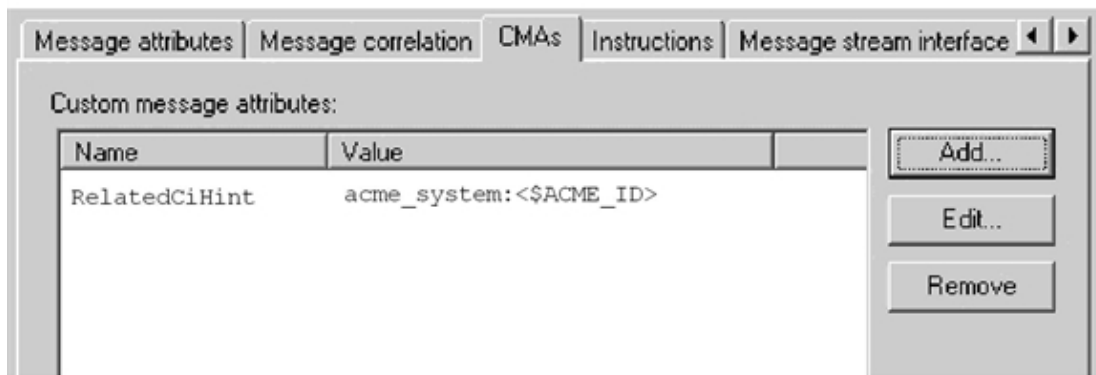 Message attributes Message correlation CMAs Instructions Message stream interface
Custom message attributes:
Name Value
Add...
RelatedCiHint acme_system:<$ACME_ID>
Edit...
Remove